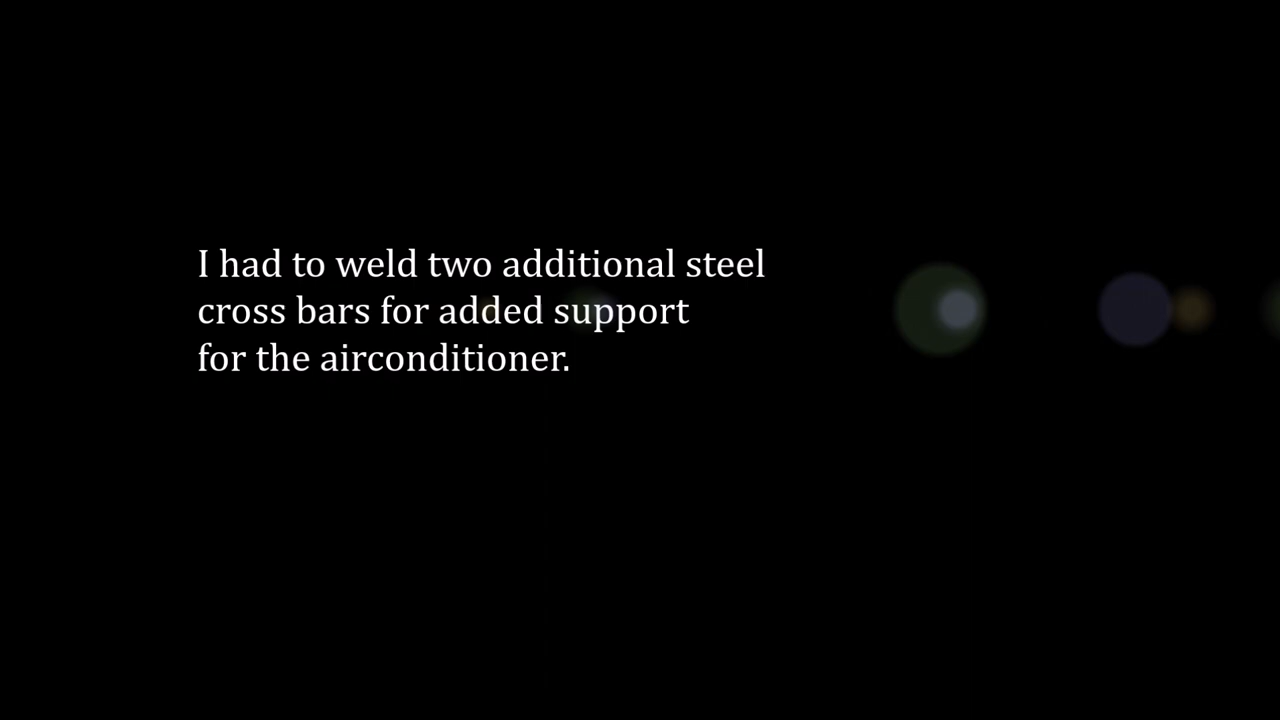 I had to weld two additional steel
cross bars for added support
for the airconditioner.